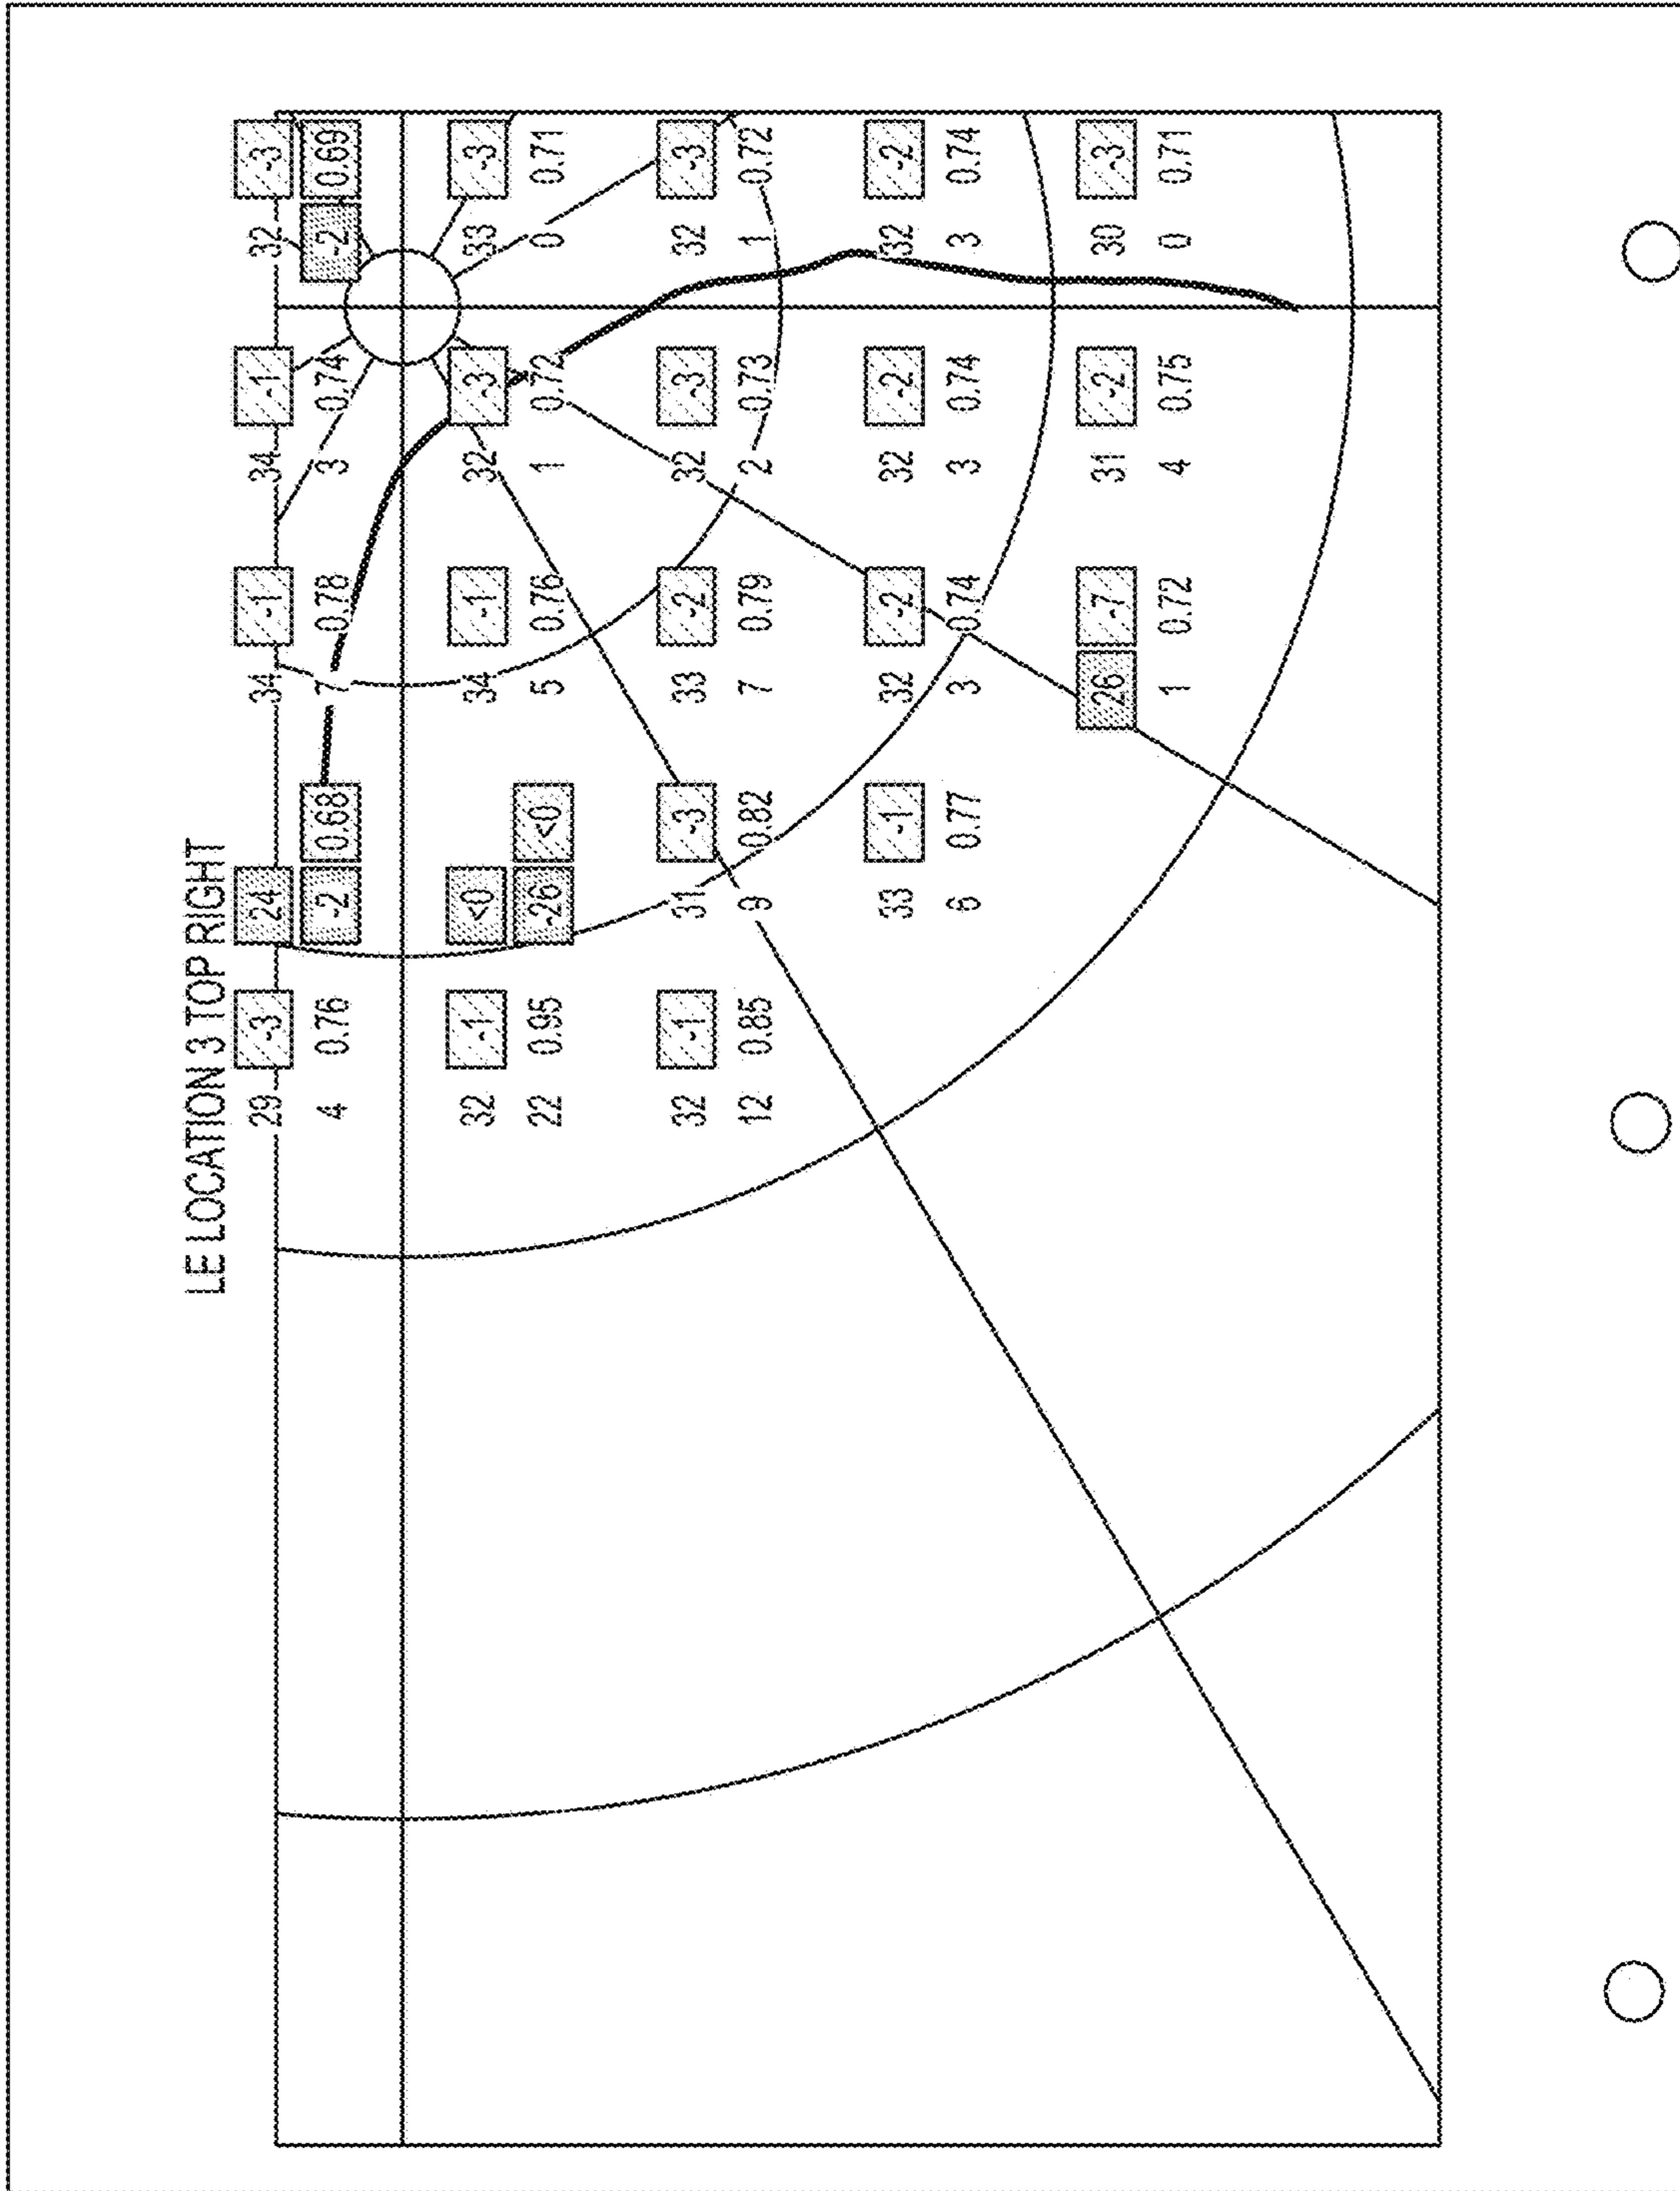 LE LOCATION 3 TOP RIGHT
29 -3 24 34 -1 34 -1 32 -3
4 0.76 -2 0.68 7 0.78 3 0.74 -2 0.69
32 -1 <0 34 -1 32 -3 33 -3
22 0.95 -26 <0 5 0.76 1 0.72 0 0.71
32 -1 31 -3 33 -2 32 -3 32 -3
12 0.85 9 0.82 7 0.79 2 0.73 1 0.72
33 -1 32 -2 32 -2 32 -2
6 0.77 3 0.74 3 0.74 3 0.74
26 -7 31 -2 30 -3
1 0.72 4 0.75 0 0.71